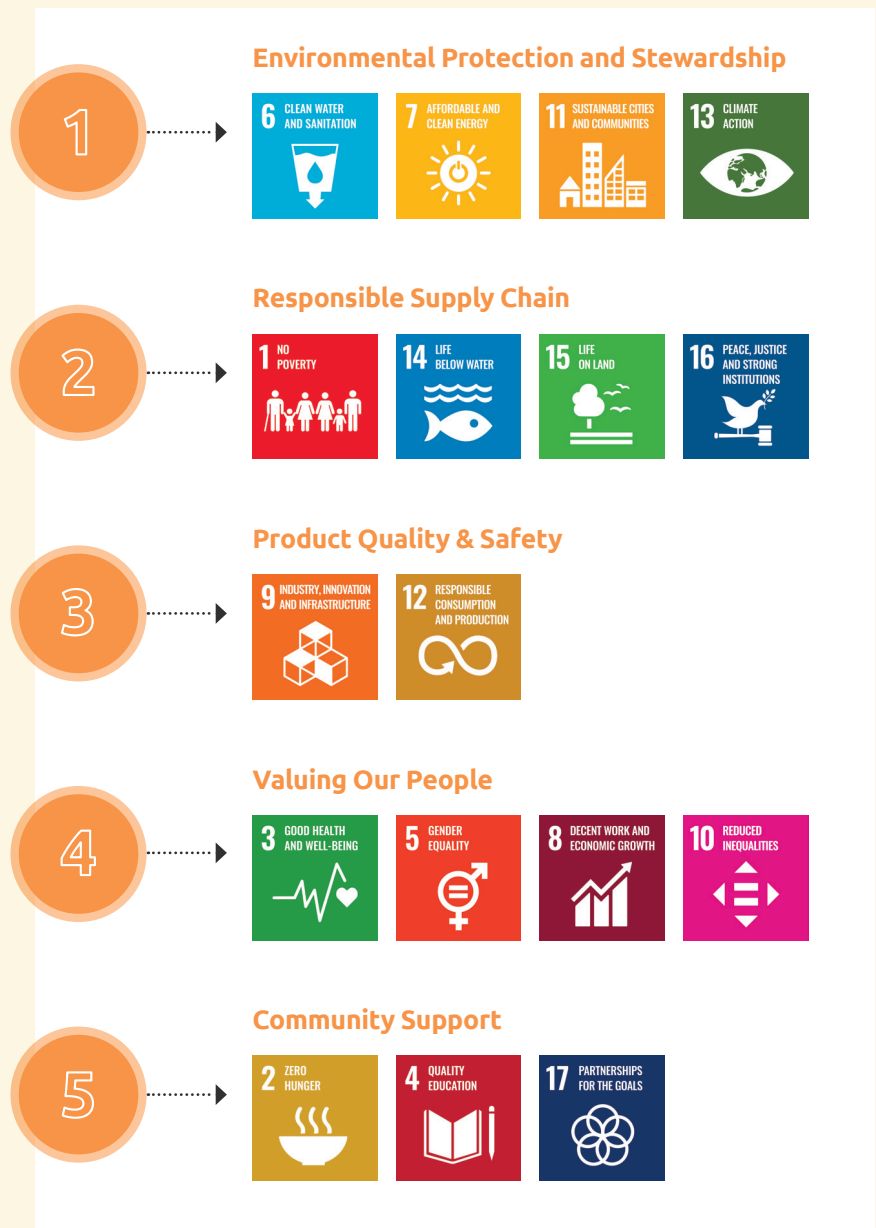 Environmental Protection and Stewardship
1
6 CLEAN WATER
AND SANITATION
7 AFFORDABLE AND
CLEAN ENERGY
11 SUSTAINABLE CITIES
AND COMMUNITIES
13 CLIMATE
ACTION
Responsible Supply Chain
2
1 NO
POVERTY
14 LIFE
BELOW WATER
15 LIFE
ON LAND
16 PEACE, JUSTICE
AND STRONG
INSTITUTIONS
Product Quality & Safety
3
9 INDUSTRY, INNOVATION
AND INFRASTRUCTURE
12 RESPONSIBLE
CONSUMPTION
AND PRODUCTION
Valuing Our People
4
3 GOOD HEALTH
AND WELL-BEING
5 GENDER
EQUALITY
8 DECENT WORK AND
ECONOMIC GROWTH
10 REDUCED
INEQUALITIES
Community Support
5
2 ZERO
HUNGER
4 QUALITY
EDUCATION
17 PARTNERSHIPS
FOR THE GOALS